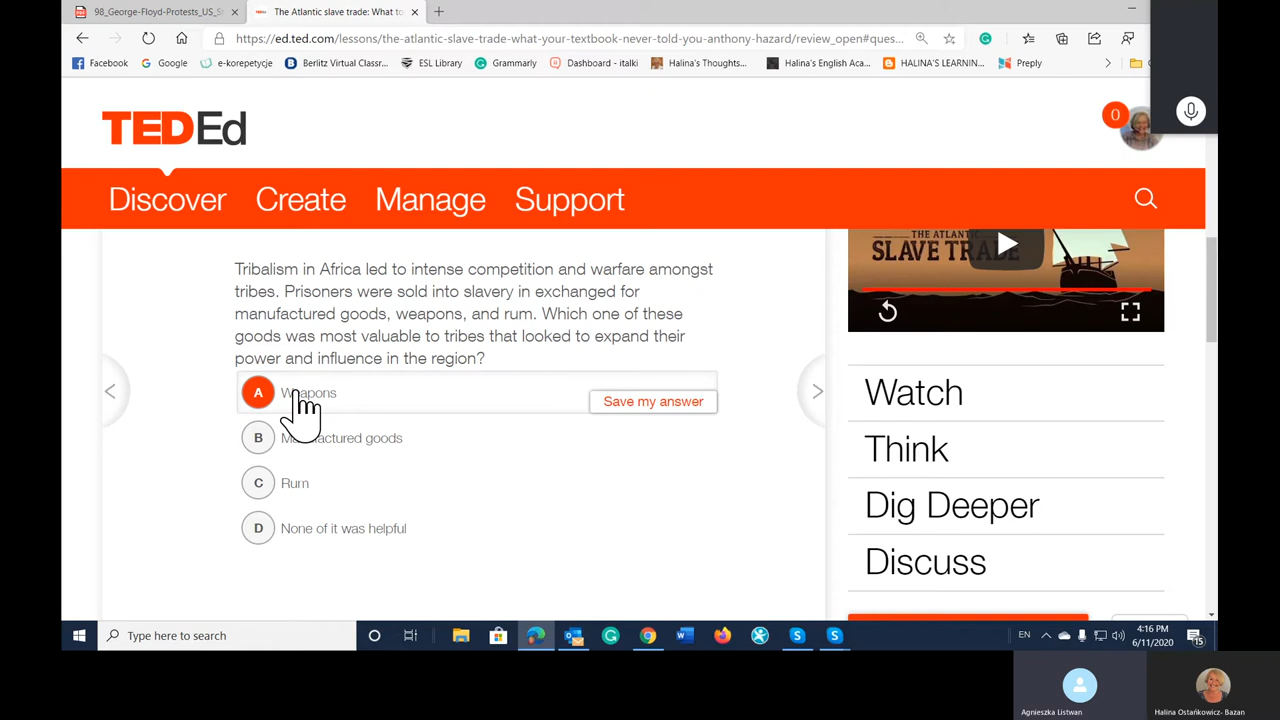 98_George-Floyd-Protests_US_S
The Atlantic slave trade: What to
https://ed.ted.com/lessons/the-atlantic-slave-trade-what-your-textbook-never-told-you-anthony-hazard/review_open#ques...
Facebook
Google
e-korepetycje
Berlitz Virtual Classr...
ESL Library
Grammarly
Dashboard - italki
Halina's Thoughts...
Halina's English Aca...
HALINA'S LEARNIN...
Preply
TEDEd
0
Discover
Create
Manage
Support
Tribalism in Africa led to intense competition and warfare amongst
tribes. Prisoners were sold into slavery in exchanged for
manufactured goods, weapons, and rum. Which one of these
goods was most valuable to tribes that looked to expand their
power and influence in the region?
A Weapons
Save my answer
B Manufactured goods
C Rum
D None of it was helpful
THE ATLANTIC
SLAVE TRADE
Watch
Think
Dig Deeper
Discuss
Type here to search
EN
4:16 PM
6/11/2020
15
Agnieszka Listwan
Halina Ostańkowicz- Bazan